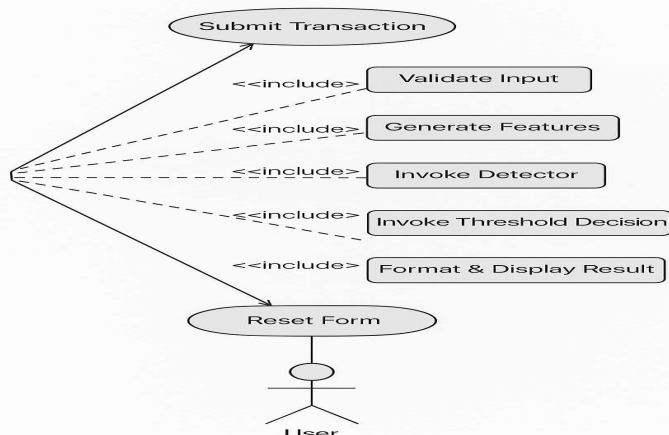 Submit Transaction
<<include>
Validate Input
<<include>
Generate Features
<<include>
Invoke Detector
<<include>
Invoke Threshold Decision
<<include>
Format & Display Result
Reset Form
User